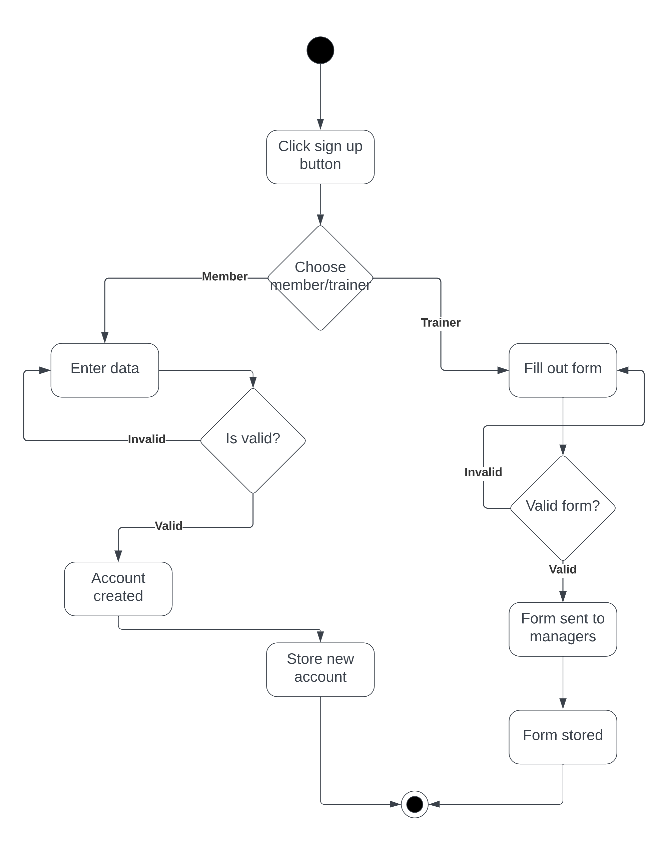 Click sign up
button
Choose
member/trainer
Member
Trainer
Enter data
Fill out form
Is valid?
Invalid
Invalid
Valid form?
Valid
Valid
Account
created
Form sent to
managers
Store new
account
Form stored